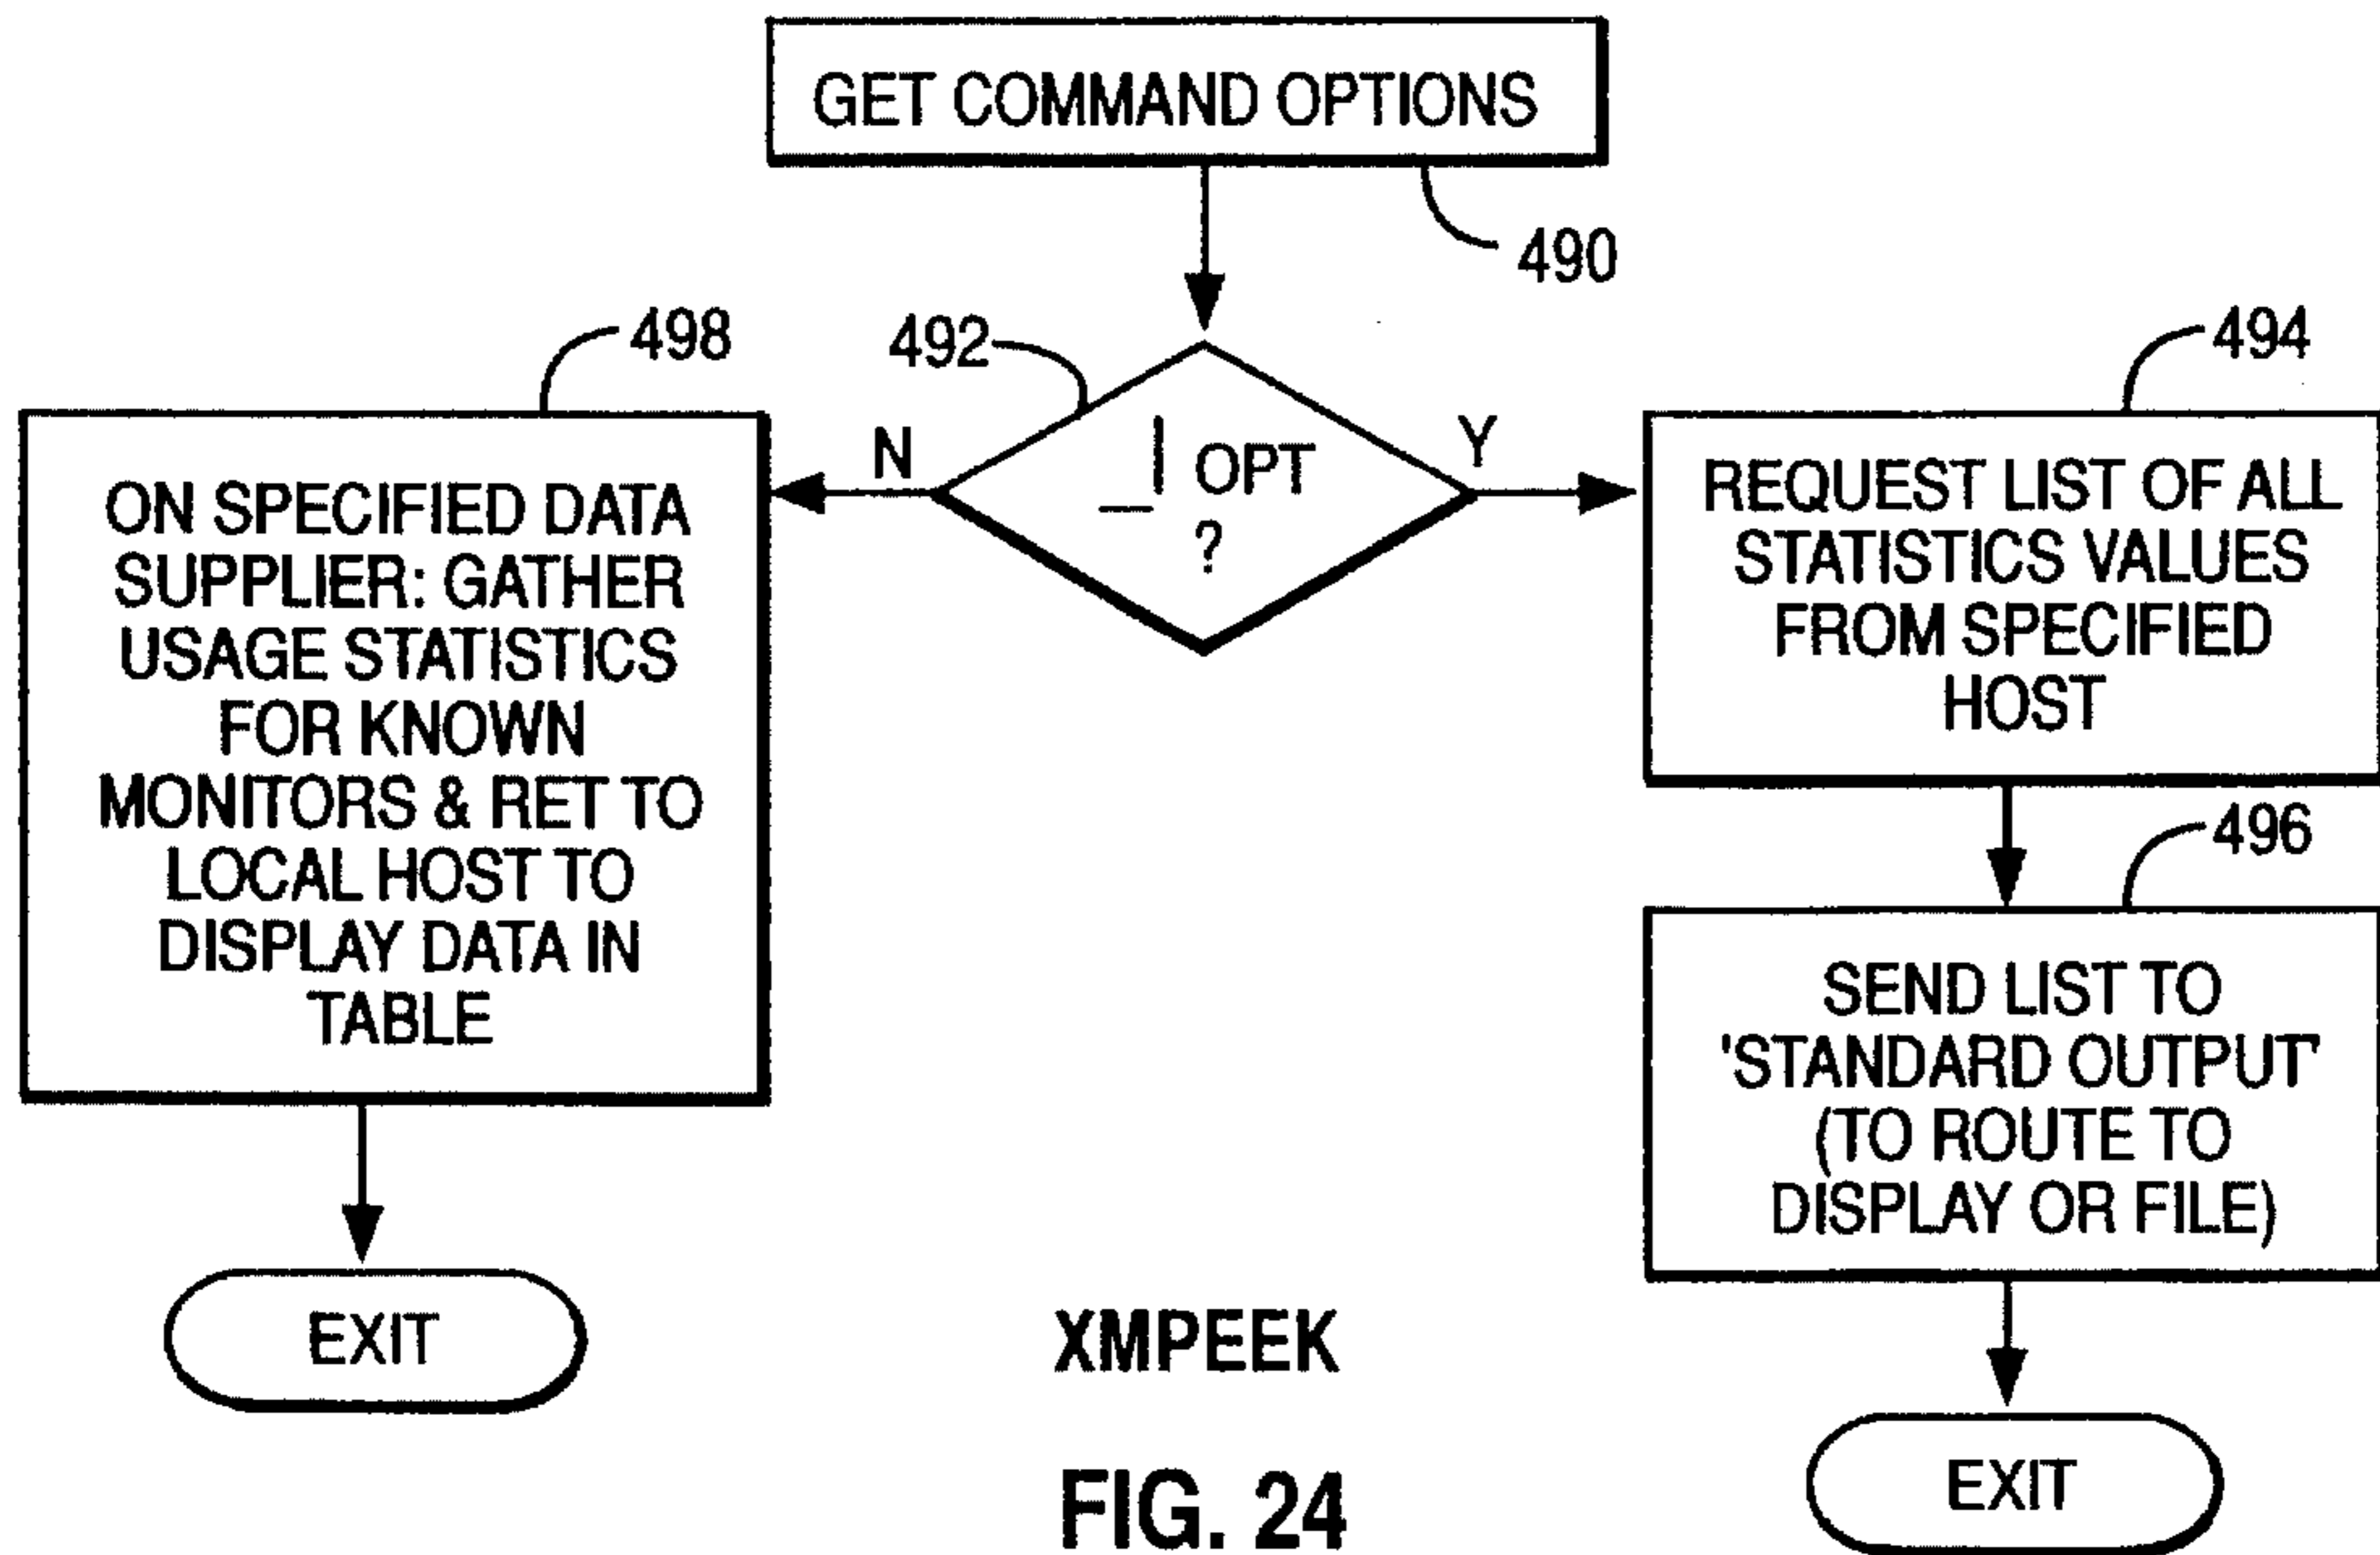 GET COMMAND OPTIONS
490
492
_l OPT
?
N
Y
498
ON SPECIFIED DATA
SUPPLIER: GATHER
USAGE STATISTICS
FOR KNOWN
MONITORS & RET TO
LOCAL HOST TO
DISPLAY DATA IN
TABLE
EXIT
494
REQUEST LIST OF ALL
STATISTICS VALUES
FROM SPECIFIED
HOST
496
SEND LIST TO
'STANDARD OUTPUT'
(TO ROUTE TO
DISPLAY OR FILE)
EXIT
XMPEEK
FIG. 24